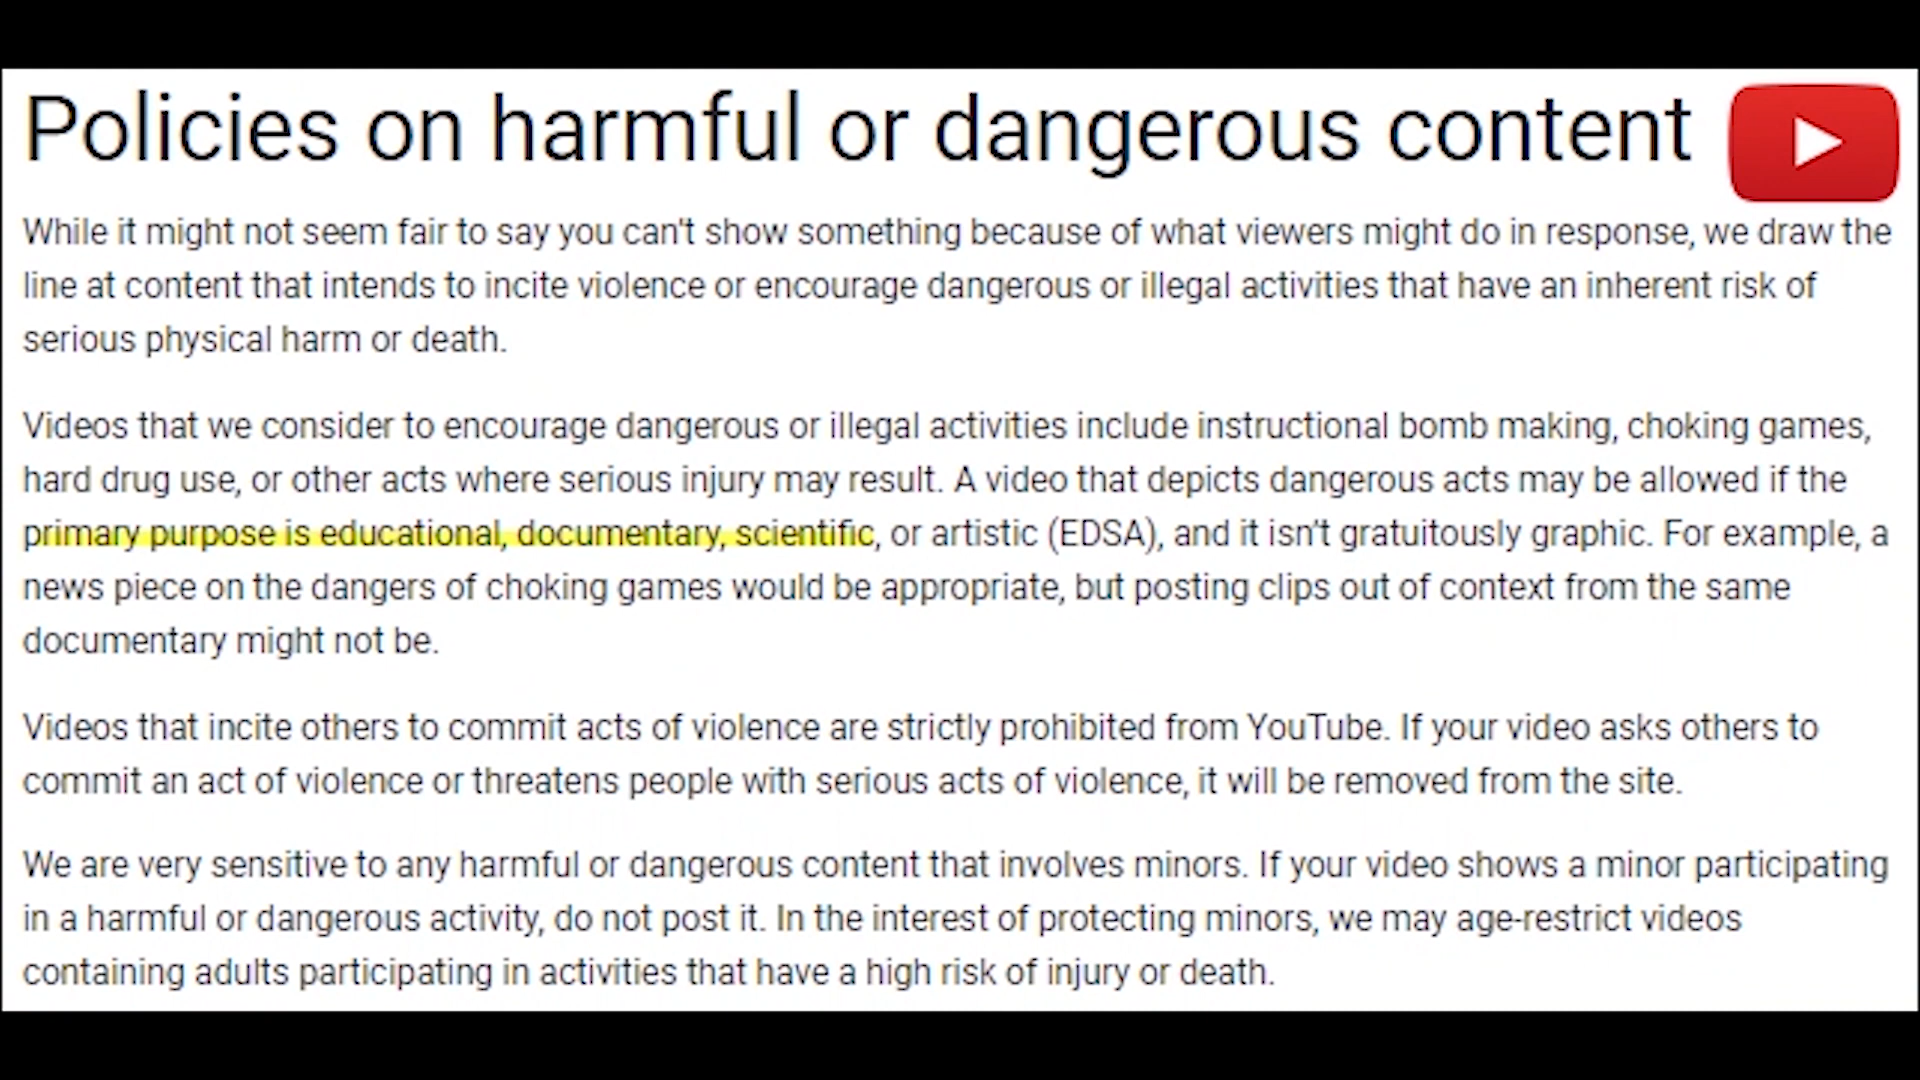 Policies on harmful or dangerous content
While it might not seem fair to say you can't show something because of what viewers might do in response, we draw the
line at content that intends to incite violence or encourage dangerous or illegal activities that have an inherent risk of
serious physical harm or death.
Videos that we consider to encourage dangerous or illegal activities include instructional bomb making, choking games,
hard drug use, or other acts where serious injury may result. A video that depicts dangerous acts may be allowed if the
primary purpose is educational, documentary, scientific, or artistic (EDSA), and it isn't gratuitously graphic. For example, a
news piece on the dangers of choking games would be appropriate, but posting clips out of context from the same
documentary might not be.
Videos that incite others to commit acts of violence are strictly prohibited from YouTube. If your video asks others to
commit an act of violence or threatens people with serious acts of violence, it will be removed from the site.
We are very sensitive to any harmful or dangerous content that involves minors. If your video shows a minor participating
in a harmful or dangerous activity, do not post it. In the interest of protecting minors, we may age-restrict videos
containing adults participating in activities that have a high risk of injury or death.